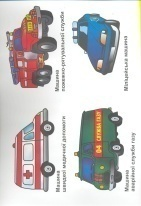 Машина
пожежно-рятувальної служби
Міліцейська машина
Машина
швидкої медичної допомоги
Машина
аварійної служби газу
04 СЛУЖБА ГАЗУ